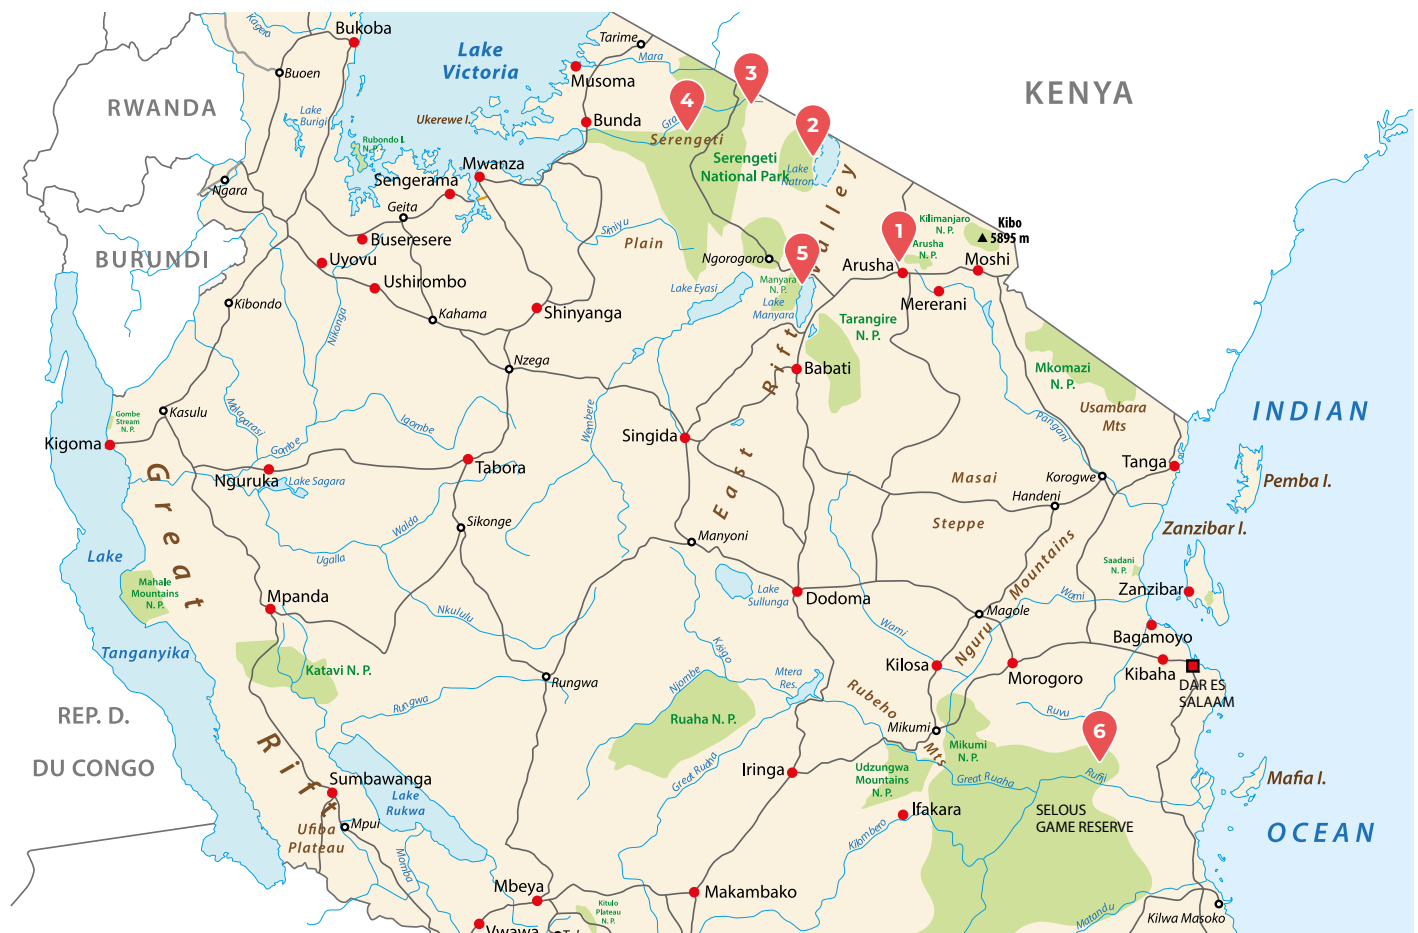 Kagera
Bukoba
Tarime
Mara
Lake
Victoria
Musoma
Buoen
KENYA
RWANDA
3
4
2
1
5
6
Lake
Burigi
Ukerewe I.
Bunda
Gra
Serengeti
Rubondo I.
N. P.
Serengeti
National Park
Lake
Natron
Mwanza
Sengerama
Ngara
Geita
Valley
Kilimanjaro
N. P.
Kibo
5895 m
Arusha
N. P.
Simiyu
Plain
Buseresere
BURUNDI
Uyovu
Ngorogoro
Arusha
Moshi
Ushirombo
Lake Eyasi
Manyara
N. P.
Lake
Manyara
Mererani
Kibondo
Nikonga
Kahama
Shinyanga
Tarangire
N. P.
Nzega
Rift
Babati
Mkomazi
N. P.
Usambara
Mts
INDIAN
Gombe
Stream
N. P.
Kasulu
Malagarasi
Igombe
Wembere
Pangani
Kigoma
Gombe
Singida
Great
Tabora
Nguruka
Lake Sagara
East
Masai
Korogwe
Tanga
Pemba I.
Handeni
Steppe
Sikonge
Walda
Manyoni
Zanzibar I.
Lake
Ugalla
Mahale
Mountains
N. P.
Mountains
Saadani
N. P.
Mpanda
Lake
Sullunga
Dodoma
Zanzibar
Wami
Nkululu
Magole
Wami
Nguru
Bagamoyo
Tanganyika
Katavi N. P.
Kisigo
Njombe
Mtera
Res.
Kilosa
Morogoro
Kibaha
DAR ES
SALAAM
Rungwa
Rungwa
Rubeho
Mts
REP. D.
DU CONGO
Ruaha N. P.
Mikumi
Ruvu
Mikumi
N. P.
Rift
Great Ruaha
Iringa
Udzungwa
Mountains
N. P.
Great Ruaha
Rufiji
Mafia I.
Sumbawanga
Lake
Rukwa
Ifakara
SELOUS
GAME RESERVE
Mpui
Ufiba
Plateau
Kilombero
OCEAN
Momba
Mbeya
Makambako
Kitulo
Plateau
N. P.
Matandu
Kilwa Masoko
Vwawa